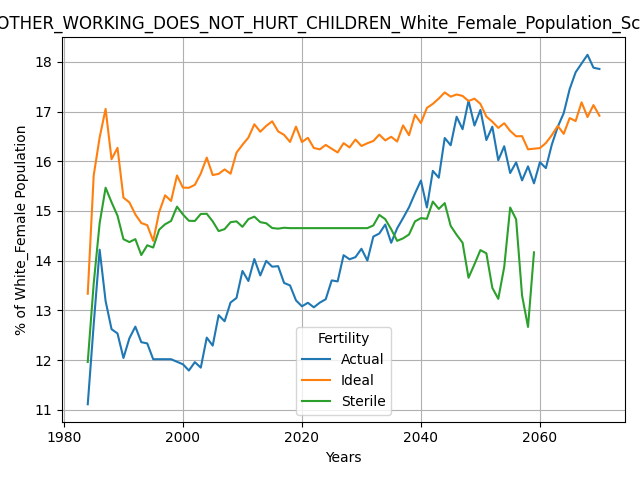 OTHER_WORKING_DOES_NOT_HURT_CHILDREN_White_Female_Population_Sc
% of White_Female Population
18
17
16
15
14
13
12
11
Fertility
Actual
Ideal
Sterile
1980 2000 2020 2040 2060
Years